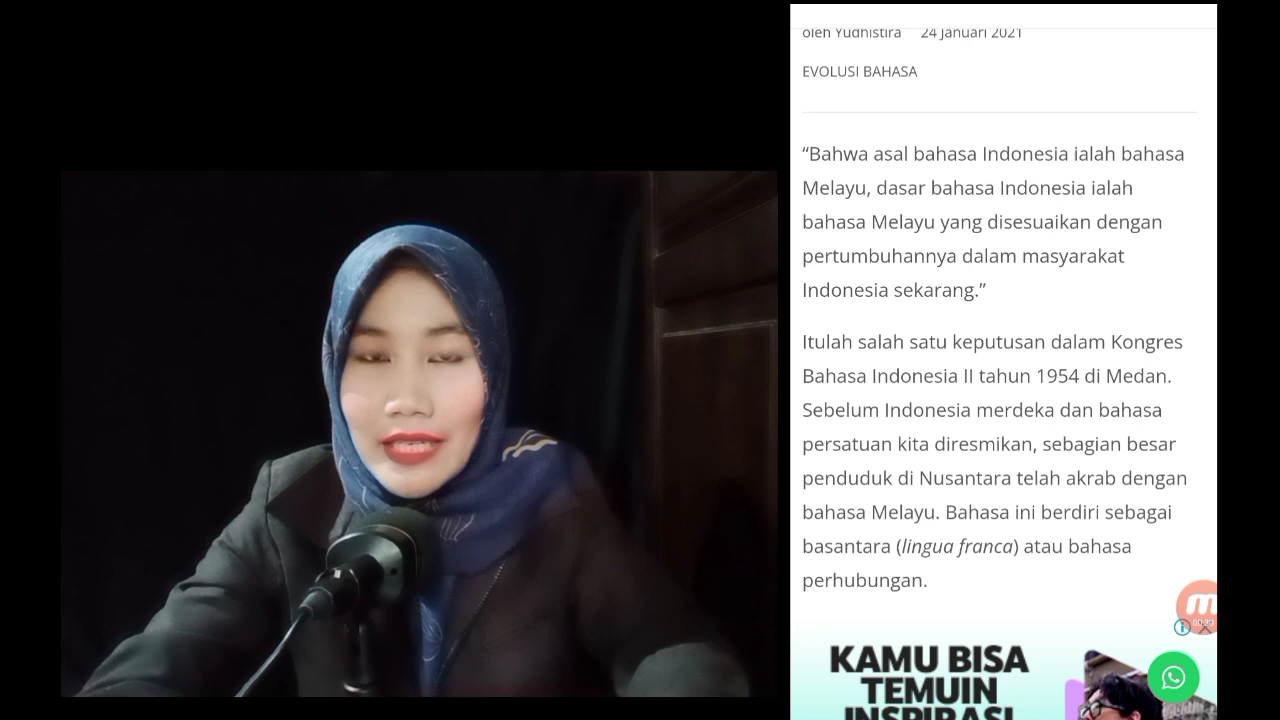 oleh Yudhistira 24 Januari 2021
EVOLUSI BAHASA
“Bahwa asal bahasa Indonesia ialah bahasa
Melayu, dasar bahasa Indonesia ialah
bahasa Melayu yang disesuaikan dengan
pertumbuhannya dalam masyarakat
Indonesia sekarang.”
Itulah salah satu keputusan dalam Kongres
Bahasa Indonesia II tahun 1954 di Medan.
Sebelum Indonesia merdeka dan bahasa
persatuan kita diresmikan, sebagian besar
penduduk di Nusantara telah akrab dengan
bahasa Melayu. Bahasa ini berdiri sebagai
basantara (lingua franca) atau bahasa
perhubungan.
KAMU BISA
TEMUIN
INSPIRASI